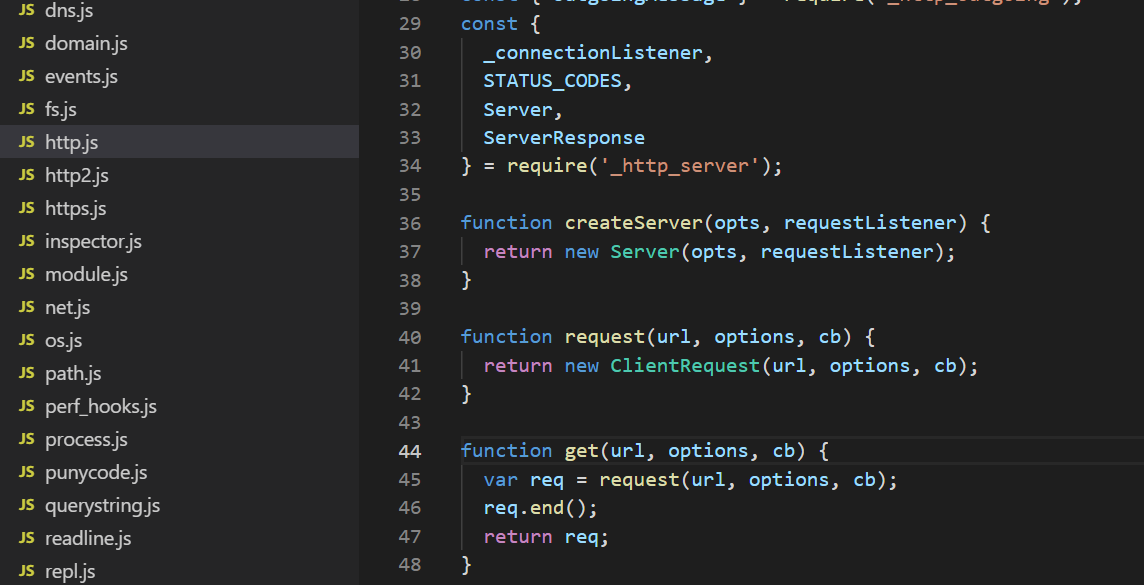 JS dns.js
JS domain.js
JS events.js
JS fs.js
JS http.js
JS http2.js
JS https.js
JS inspector.js
JS module.js
JS net.js
JS os.js
JS path.js
JS perf_hooks.js
JS process.js
JS punycode.js
JS querystring.js
JS readline.js
JS repl.js
28 const { OutgoingMessage } = require('_http_outgoing');
29 const {
30   _connectionListener,
31   STATUS_CODES,
32   Server,
33   ServerResponse
34 } = require('_http_server');
35
36 function createServer(opts, requestListener) {
37   return new Server(opts, requestListener);
38 }
39
40 function request(url, options, cb) {
41   return new ClientRequest(url, options, cb);
42 }
43
44 function get(url, options, cb) {
45   var req = request(url, options, cb);
46   req.end();
47   return req;
48 }